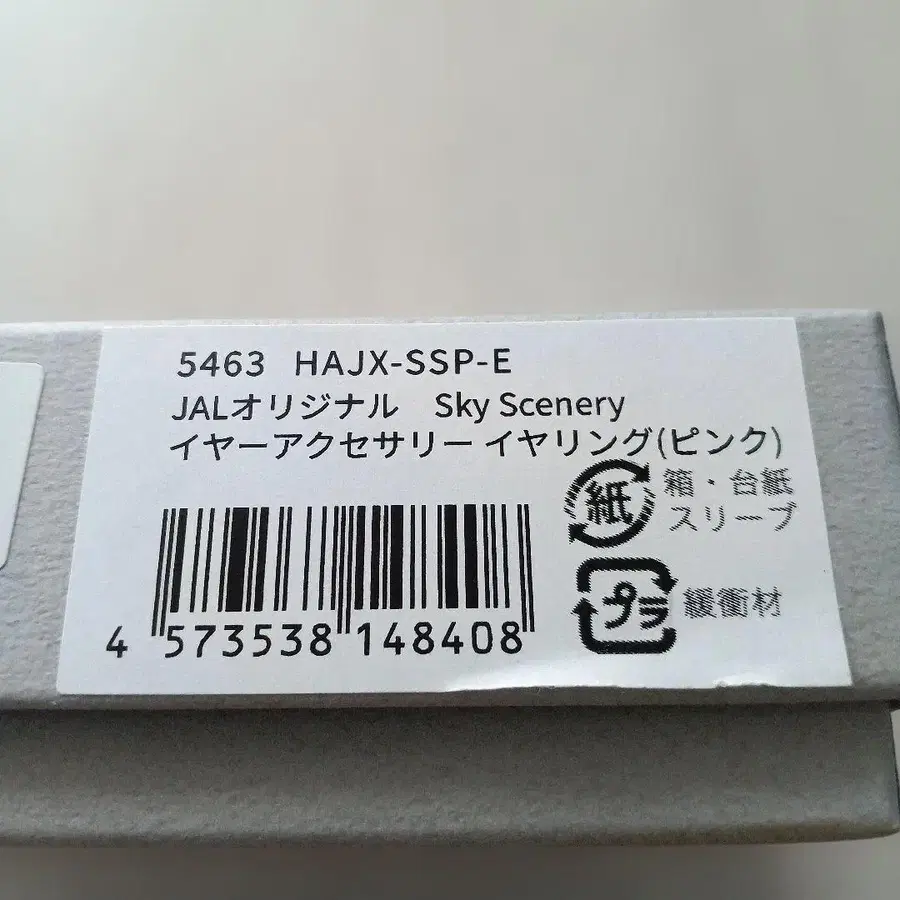 5463 HAJX-SSP-E
JALオリジナル Sky Scenery
イヤーアクセサリー イヤリング(ピンク)
紙 箱・台紙
スリーブ
プラ 緩衝材
4 573538 148408